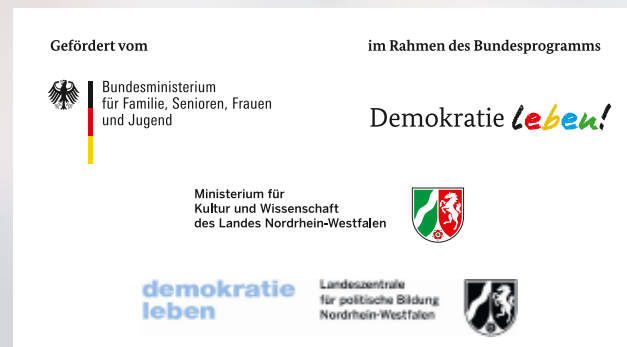 Gefördert vom
im Rahmen des Bundesprogramms
Bundesministerium
für Familie, Senioren, Frauen
und Jugend
Demokratie leben!
Ministerium für
Kultur und Wissenschaft
des Landes Nordrhein-Westfalen
demokratie
leben
Landeszentrale
für politische Bildung
Nordrhein-Westfalen